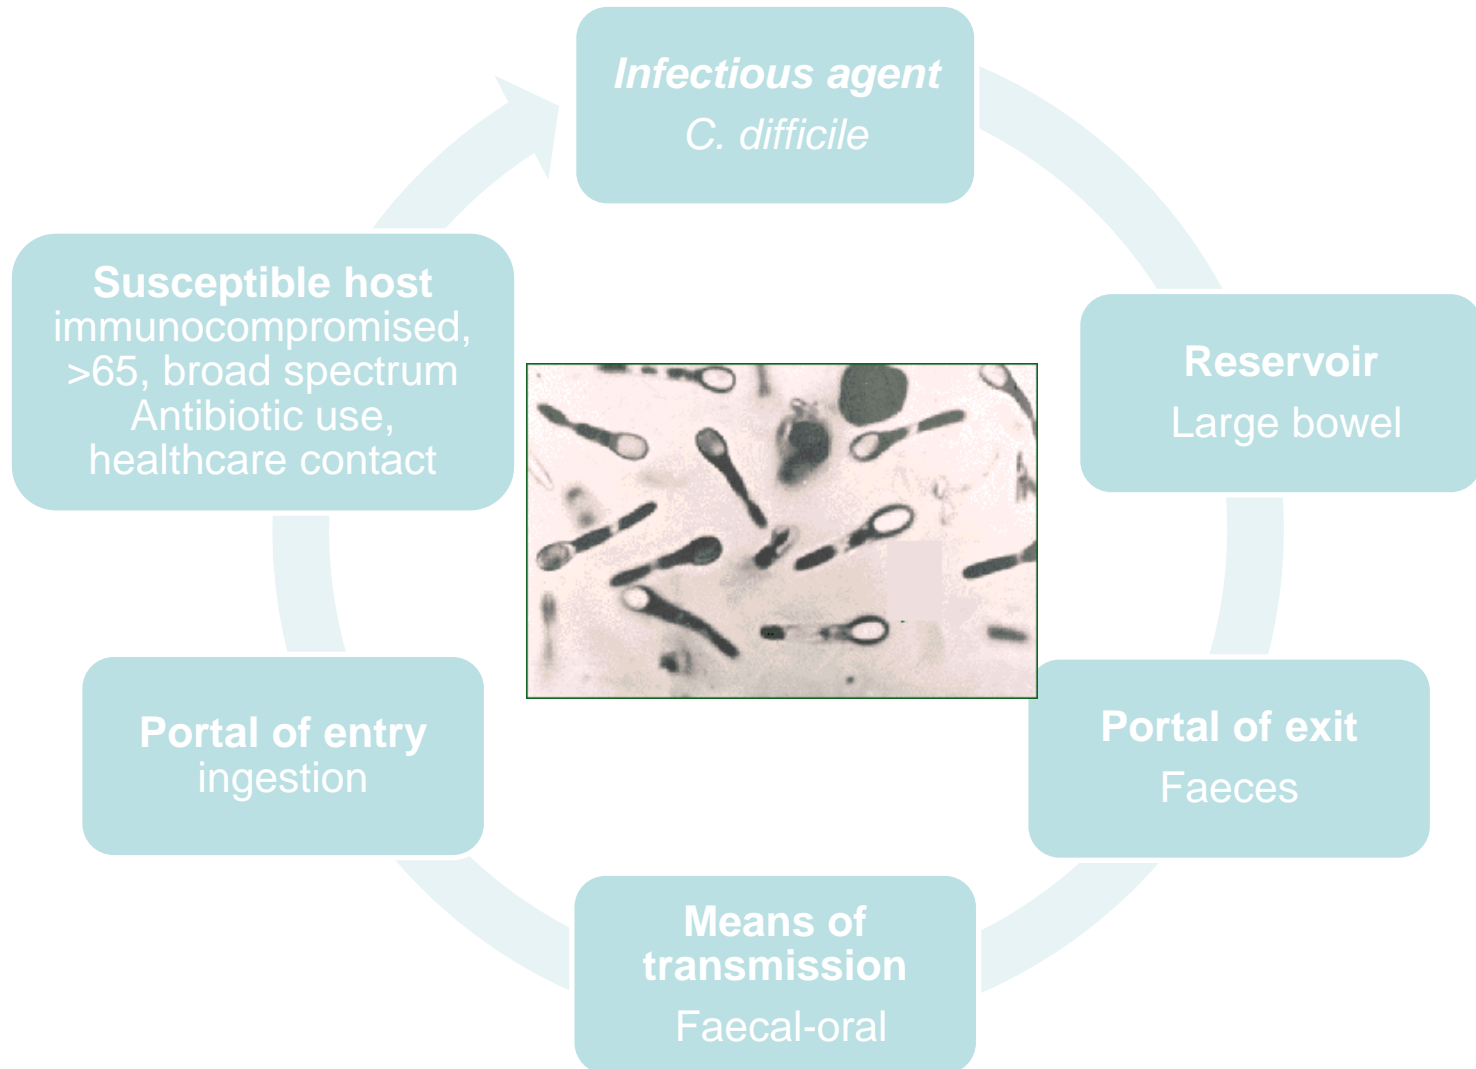 Infectious agent
C. difficile
Reservoir
Large bowel
Portal of exit
Faeces
Means of
transmission
Faecal-oral
Portal of entry
ingestion
Susceptible host
immunocompromised,
>65, broad spectrum
Antibiotic use,
healthcare contact